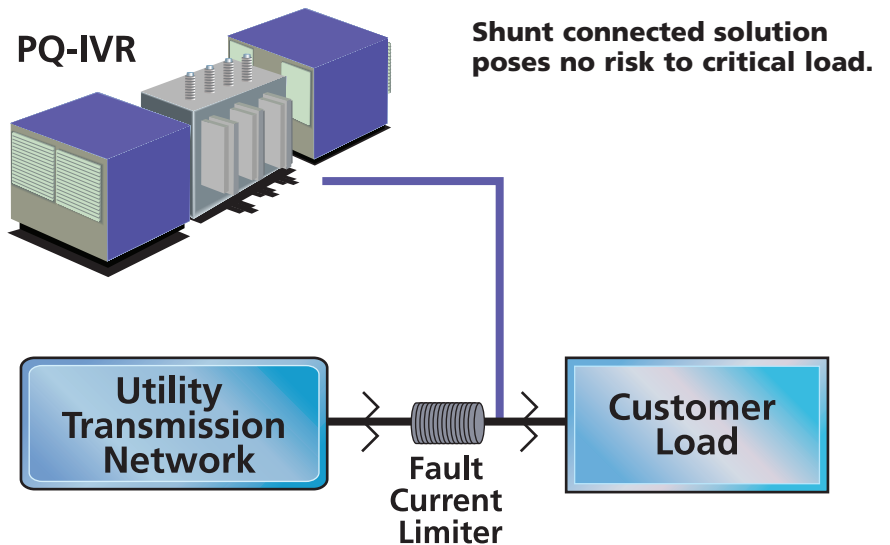 PQ-IVR
Shunt connected solution
poses no risk to critical load.
Utility
Transmission
Network
Fault
Current
Limiter
Customer
Load